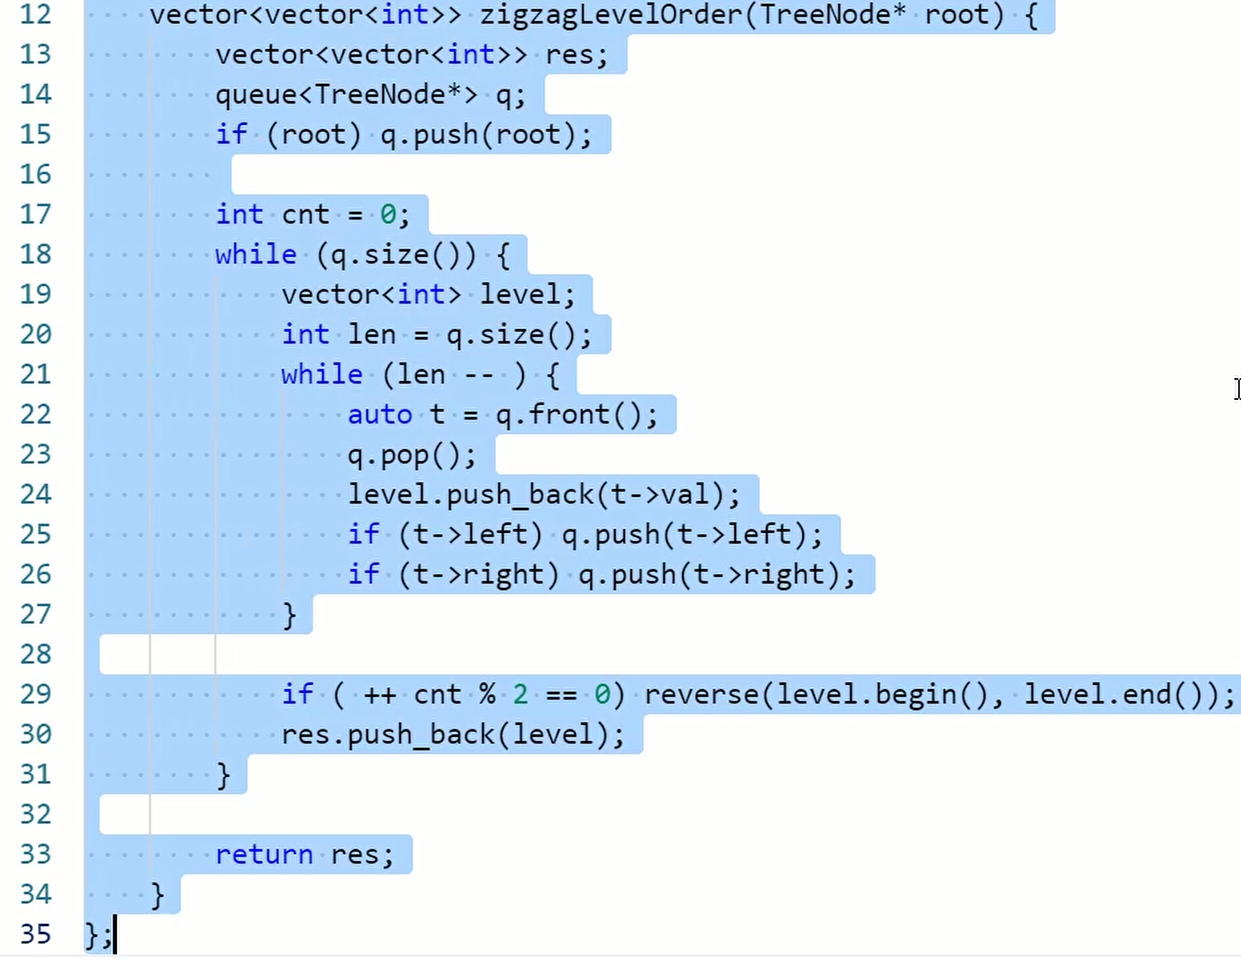 12 vector<vector<int>> zigzagLevelOrder(TreeNode* root) {
13 vector<vector<int>> res;
14 queue<TreeNode*> q;
15 if (root) q.push(root);
16
17 int cnt = 0;
18 while (q.size()) {
19 vector<int> level;
20 int len = q.size();
21 while (len -- ) {
22 auto t = q.front();
23 q.pop();
24 level.push_back(t->val);
25 if (t->left) q.push(t->left);
26 if (t->right) q.push(t->right);
27 }
28
29 if ( ++ cnt % 2 == 0) reverse(level.begin(), level.end());
30 res.push_back(level);
31 }
32
33 return res;
34 }
35 };